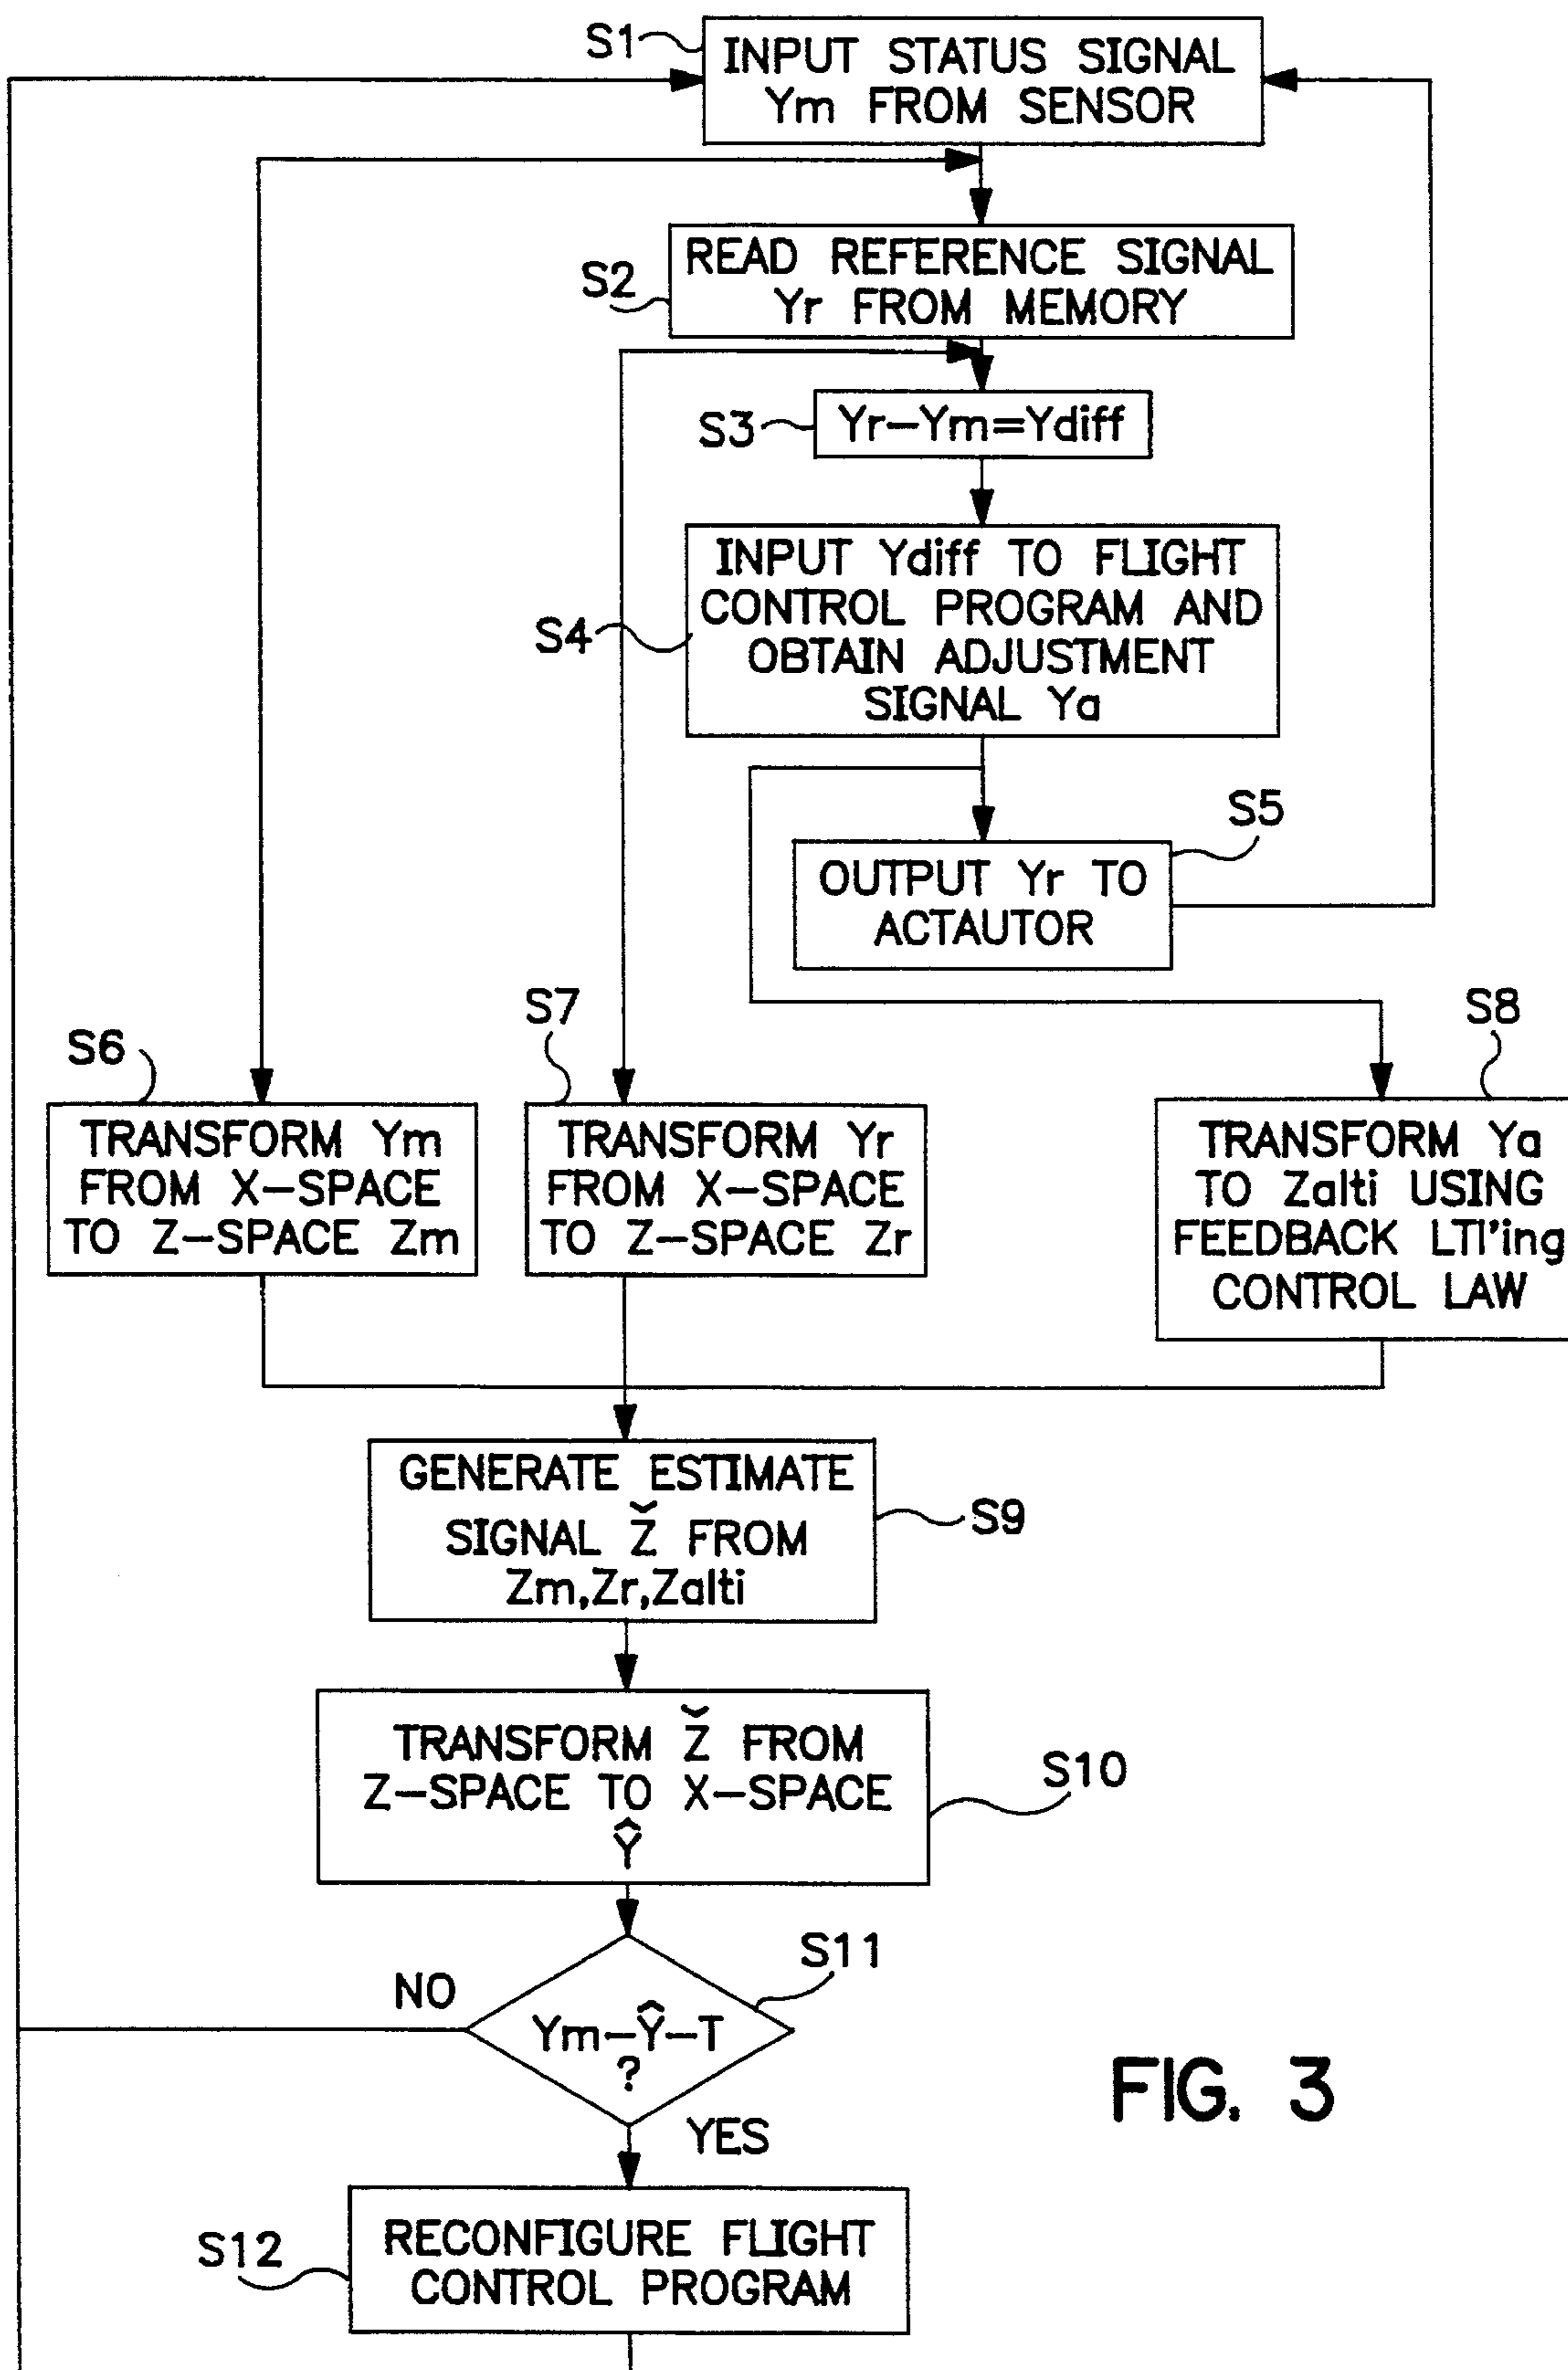 S1
INPUT STATUS SIGNAL
Ym FROM SENSOR
S2
READ REFERENCE SIGNAL
Yr FROM MEMORY
S3
Yr–Ym=Ydiff
S4
INPUT Ydiff TO FLIGHT
CONTROL PROGRAM AND
OBTAIN ADJUSTMENT
SIGNAL Ya
S5
OUTPUT Yr TO
ACTAUTOR
S6
TRANSFORM Ym
FROM X–SPACE
TO Z–SPACE Zm
S7
TRANSFORM Yr
FROM X–SPACE
TO Z–SPACE Zr
S8
TRANSFORM Ya
TO Zalti USING
FEEDBACK LTI'ing
CONTROL LAW
GENERATE ESTIMATE
SIGNAL Ž FROM
Zm,Zr,Zalti
S9
TRANSFORM Ž FROM
Z–SPACE TO X–SPACE
Ŷ
S10
S11
NO
Ym–Ŷ–T
?
YES
S12
RECONFIGURE FLIGHT
CONTROL PROGRAM
FIG. 3